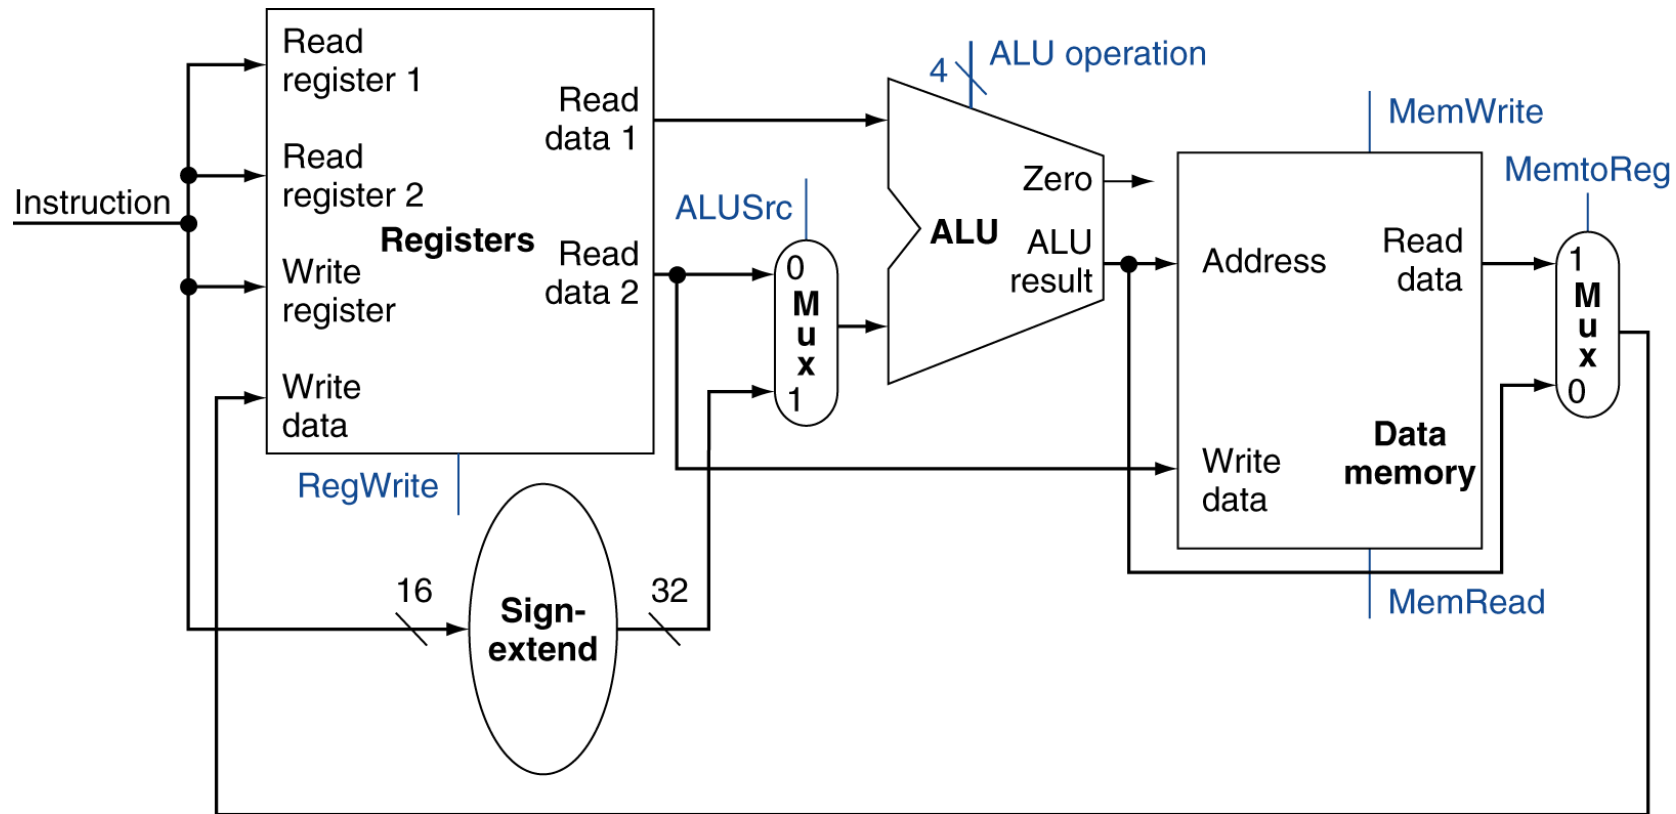 Instruction
Read
register 1
Read
register 2
Registers
Write
register
Write
data
Read
data 1
Read
data 2
RegWrite
16
Sign-
extend
32
ALUSrc
0
M
u
x
1
4
ALU operation
Zero
ALU
ALU
result
MemWrite
Address
Read
data
Write
data
Data
memory
MemRead
MemtoReg
1
M
u
x
0